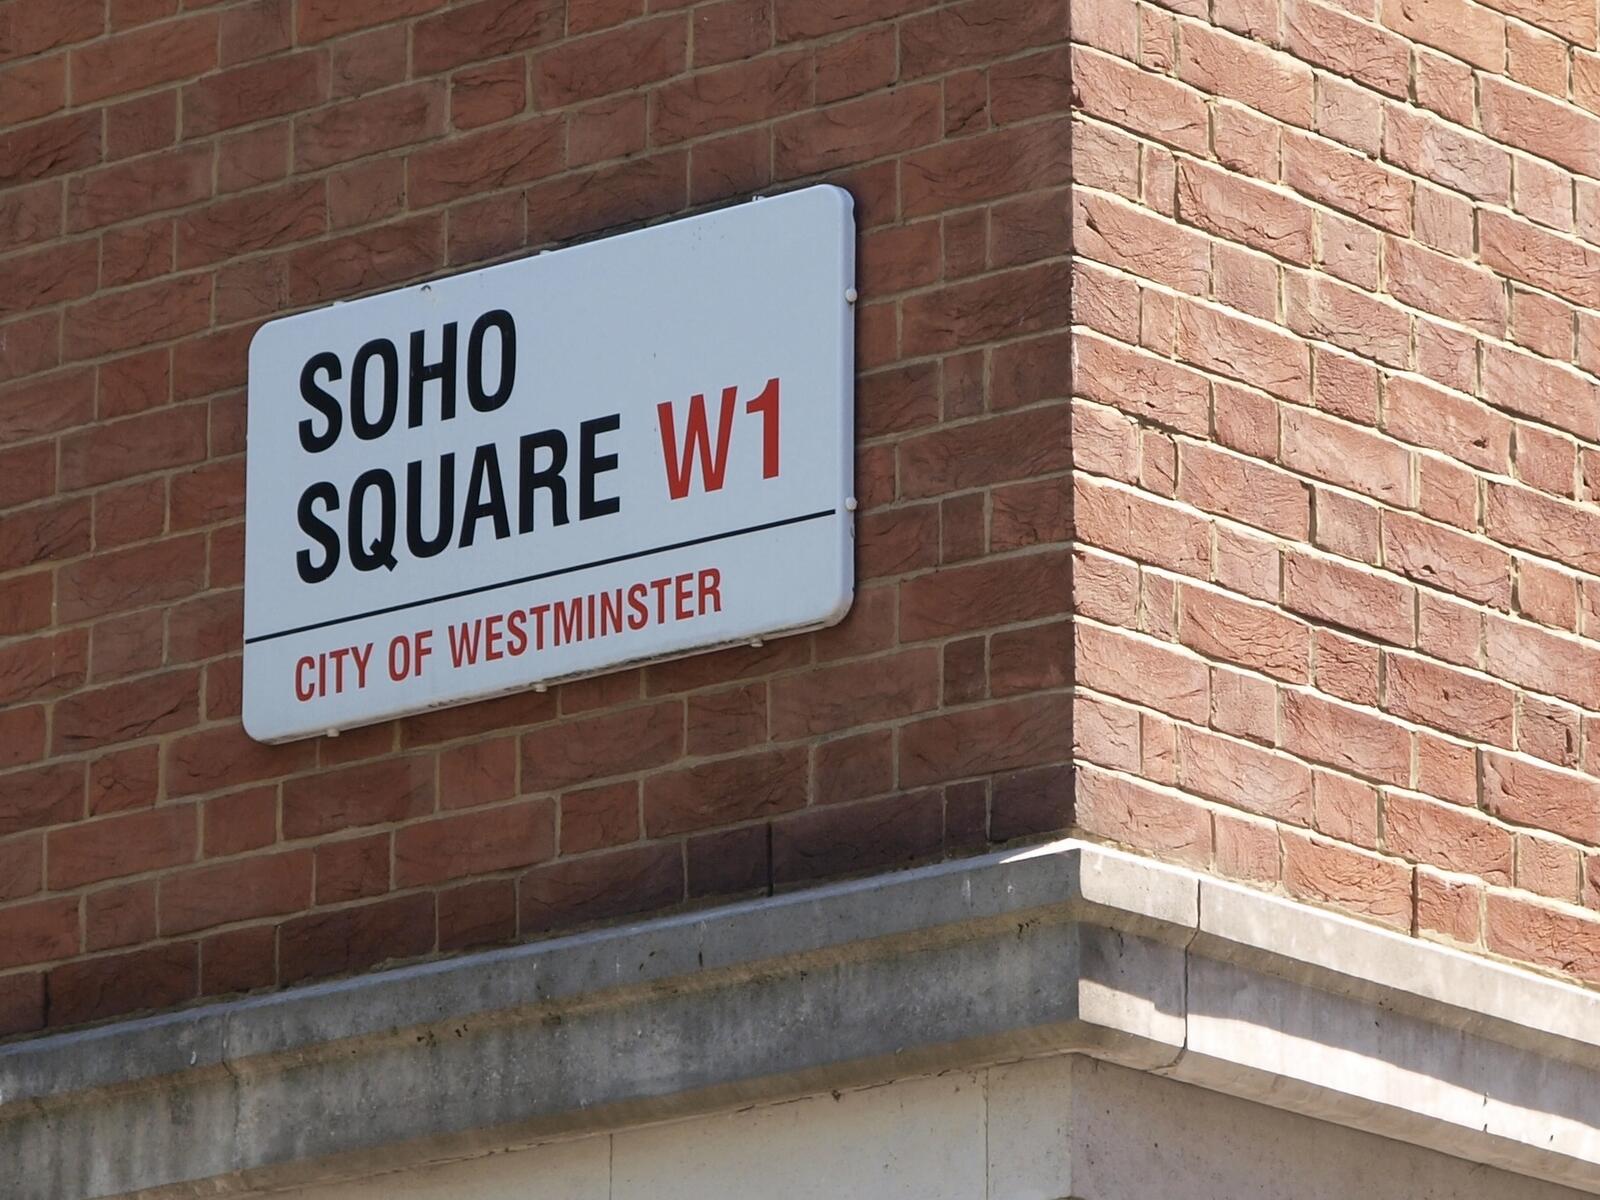 SOHO
SQUARE W1
CITY OF WESTMINSTER